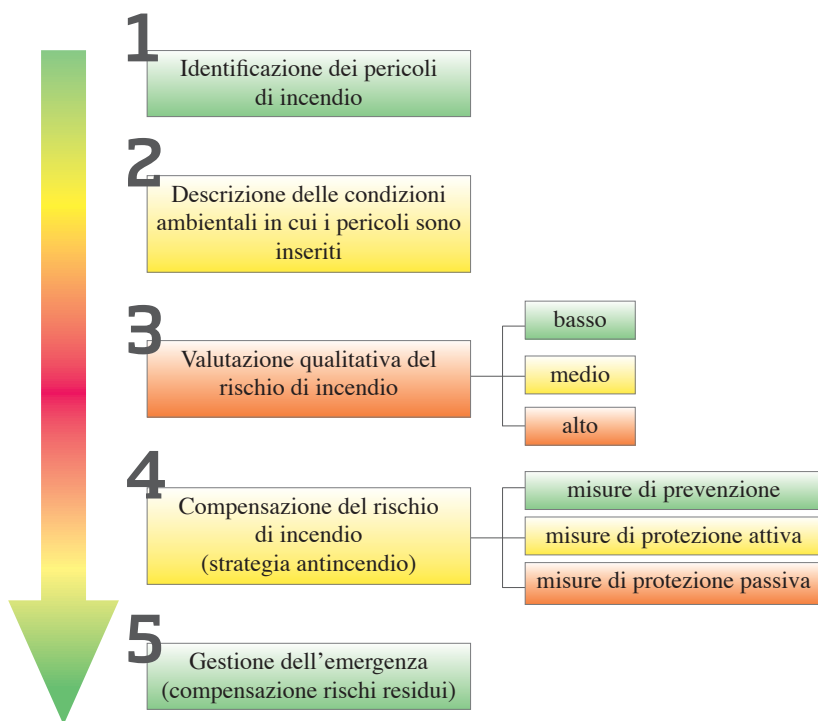 1
Identificazione dei pericoli
di incendio
2
Descrizione delle condizioni
ambientali in cui i pericoli sono
inseriti
3
Valutazione qualitativa del
rischio di incendio
basso
medio
alto
4
Compensazione del rischio
di incendio
(strategia antincendio)
misure di prevenzione
misure di protezione attiva
misure di protezione passiva
5
Gestione dell’emergenza
(compensazione rischi residui)